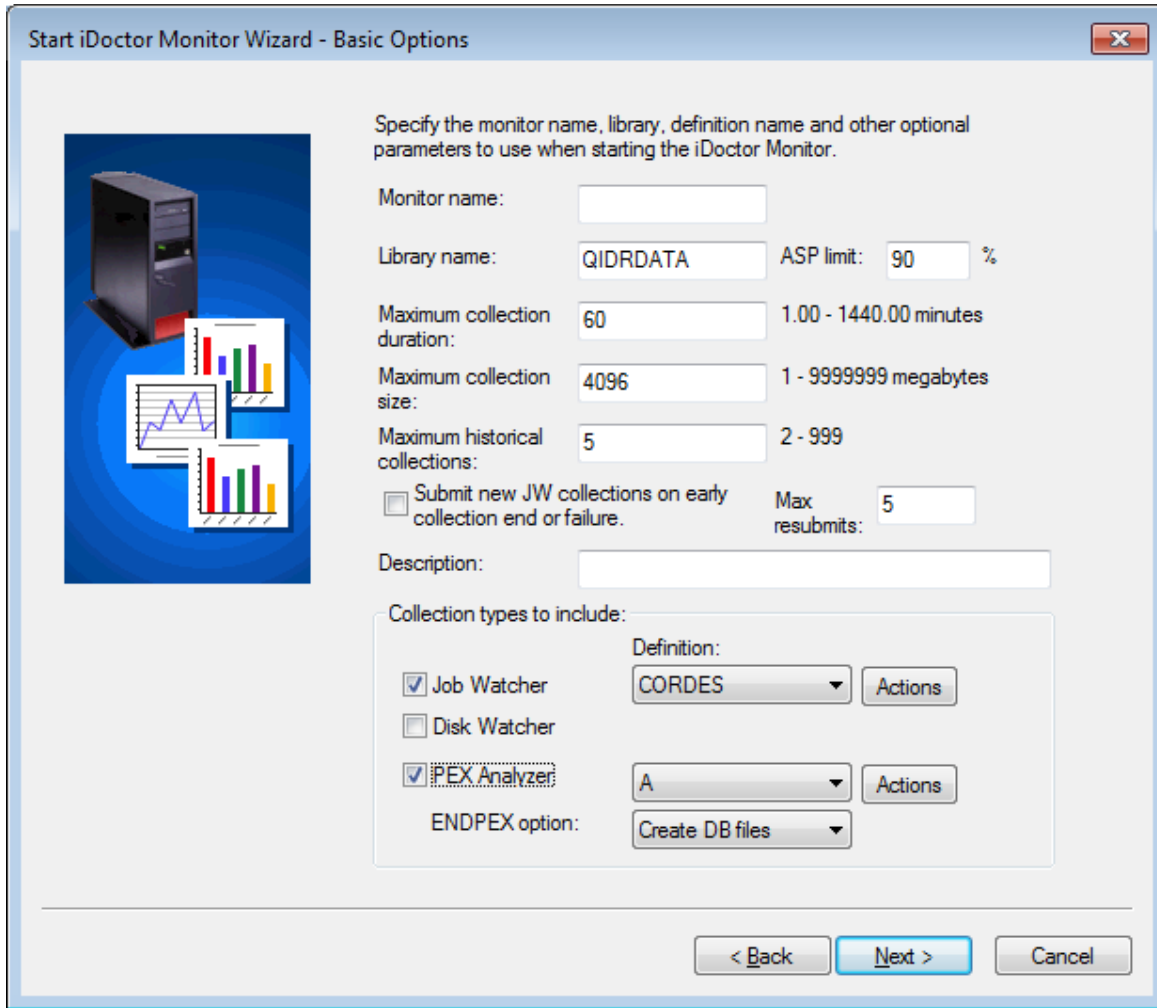 Start iDoctor Monitor Wizard - Basic Options
Specify the monitor name, library, definition name and other optional
parameters to use when starting the iDoctor Monitor.
Monitor name:
Library name: QIDRDATA ASP limit: 90 %
Maximum collection
duration: 60 1.00 - 1440.00 minutes
Maximum collection
size: 4096 1 - 9999999 megabytes
Maximum historical
collections: 5 2 - 999
Submit new JW collections on early
collection end or failure.
Max
resubmits: 5
Description:
Collection types to include:
Definition:
Job Watcher CORDES Actions
Disk Watcher
PEX Analyzer A Actions
ENDPEX option: Create DB files
< Back Next > Cancel